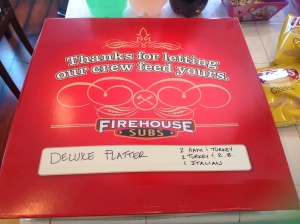 Thanks for letting
our crew feed yours.
FIREHOUSE
SUBS
DELUXE PLATTER
2 HAM & TURKEY
2 TURKEY & R.B.
1 ITALIAN